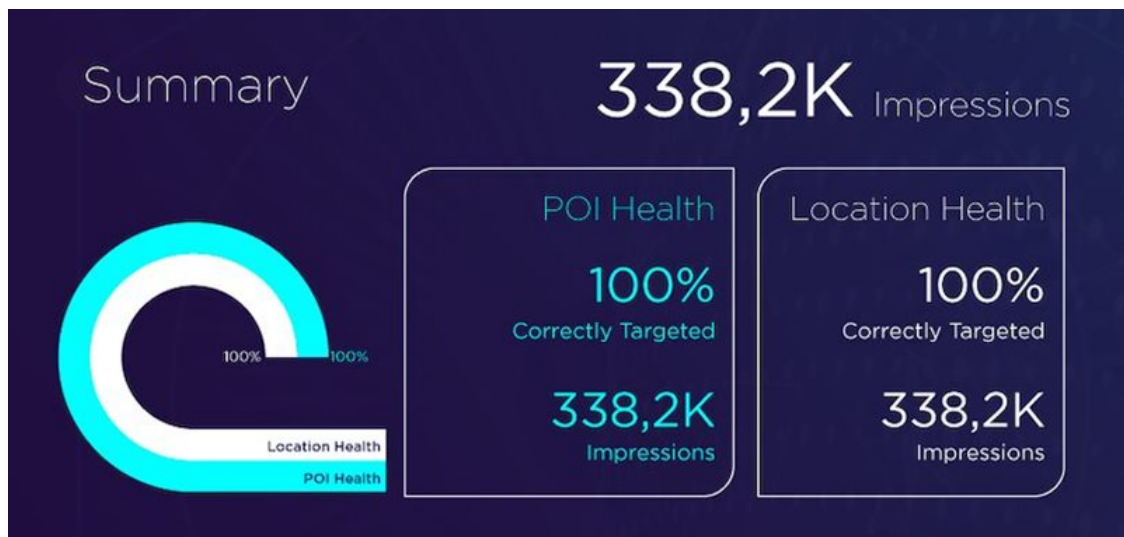 Summary
338,2K Impressions
100%
100%
Location Health
POI Health
POI Health
100%
Correctly Targeted
338,2K
Impressions
Location Health
100%
Correctly Targeted
338,2K
Impressions